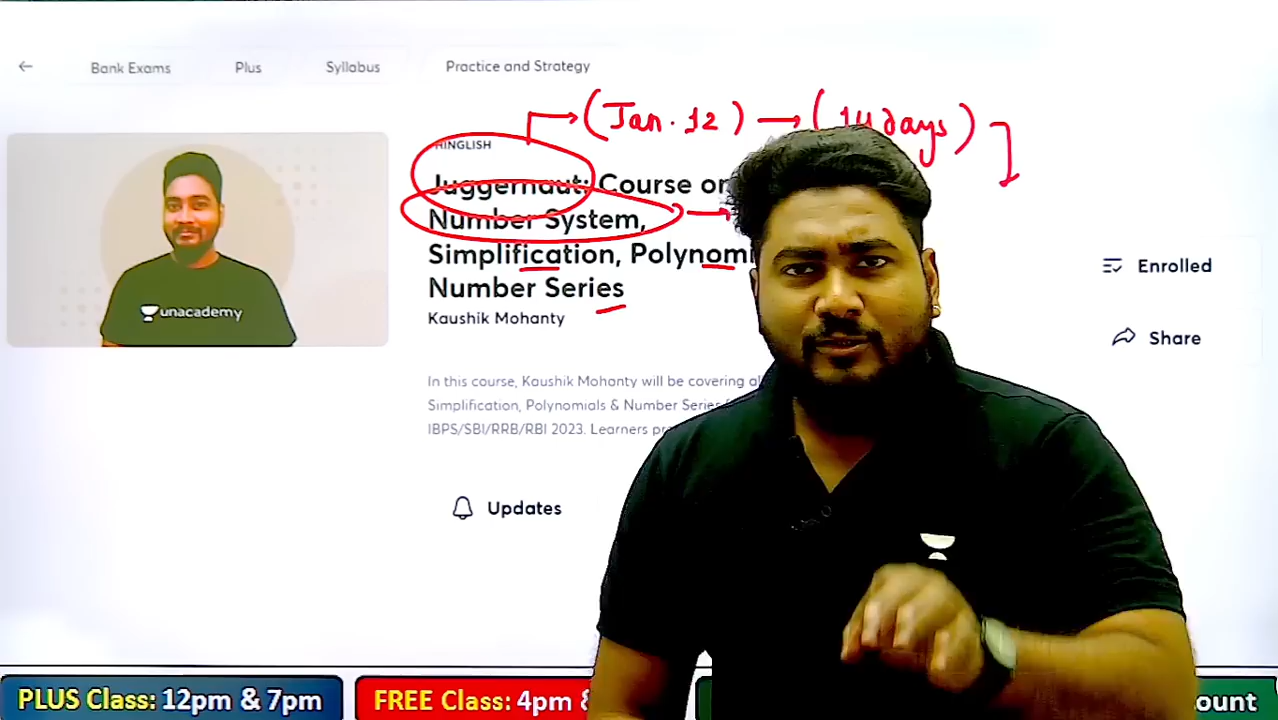 Bank Exams Plus Syllabus Practice and Strategy
(Jan. 12) → (14 days)
HINGLISH
Juggernaut: Course on
Number System,
Simplification, Polynomi
Number Series
Kaushik Mohanty
unacademy
Enrolled
Share
In this course, Kaushik Mohanty will be covering al
Simplification, Polynomials & Number Series
IBPS/SBI/RRB/RBI 2023. Learners
Updates
PLUS Class: 12pm & 7pm
FREE Class: 4pm &
ount